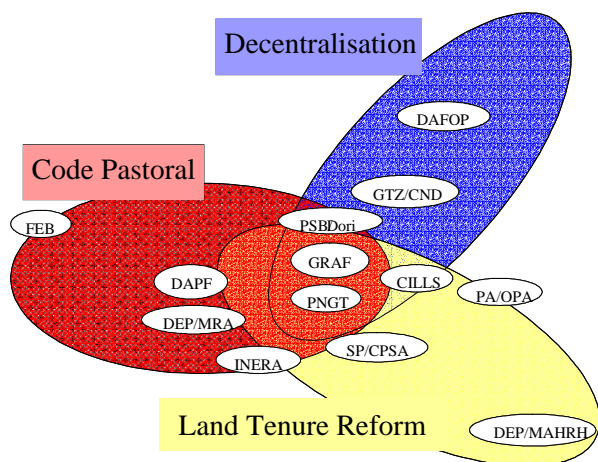 Decentralisation
DAFOP
Code Pastoral
GTZ/CND
FEB
PSBDori
GRAF
DAPF
CILLS
PA/OPA
PNGT
DEP/MRA
SP/CPSA
INERA
Land Tenure Reform
DEP/MAHRH